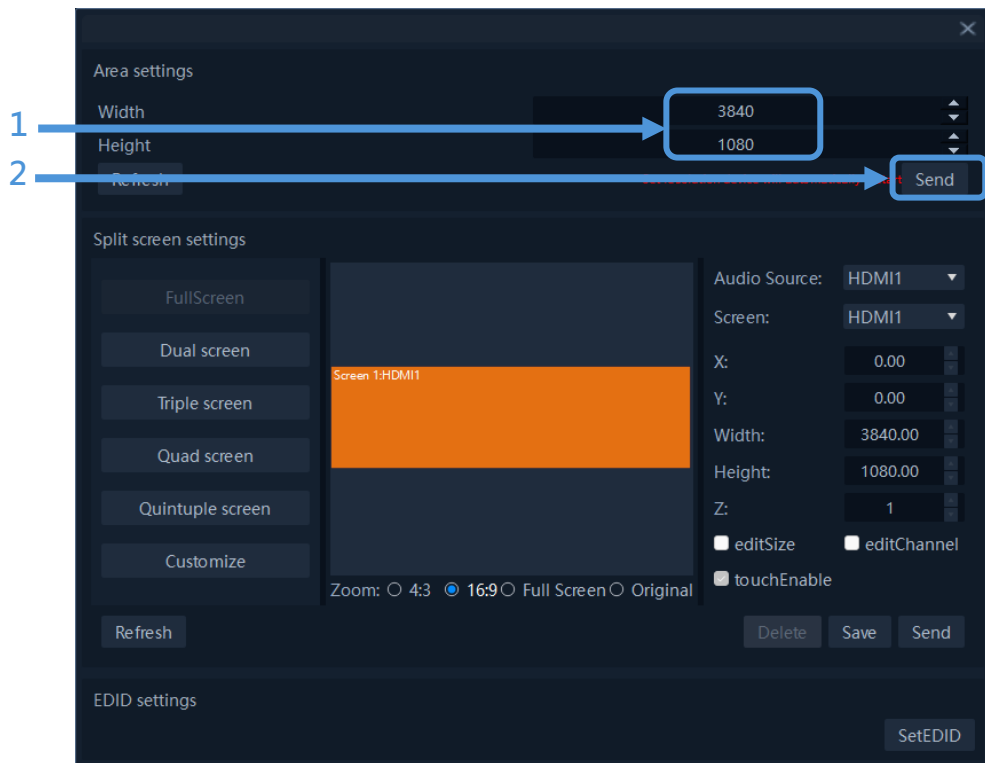 Area settings
1 Width 3840
Height 1080
2 Refresh Send
Split screen settings
FullScreen
Dual screen
Triple screen
Quad screen
Quintuple screen
Customize
Screen 1:HDMI1
Zoom: 4:3 16:9 Full Screen Original
Audio Source: HDMI1
Screen: HDMI1
X: 0.00
Y: 0.00
Width: 3840.00
Height: 1080.00
Z: 1
editSize editChannel
touchEnable
Refresh Delete Save Send
EDID settings
SetEDID